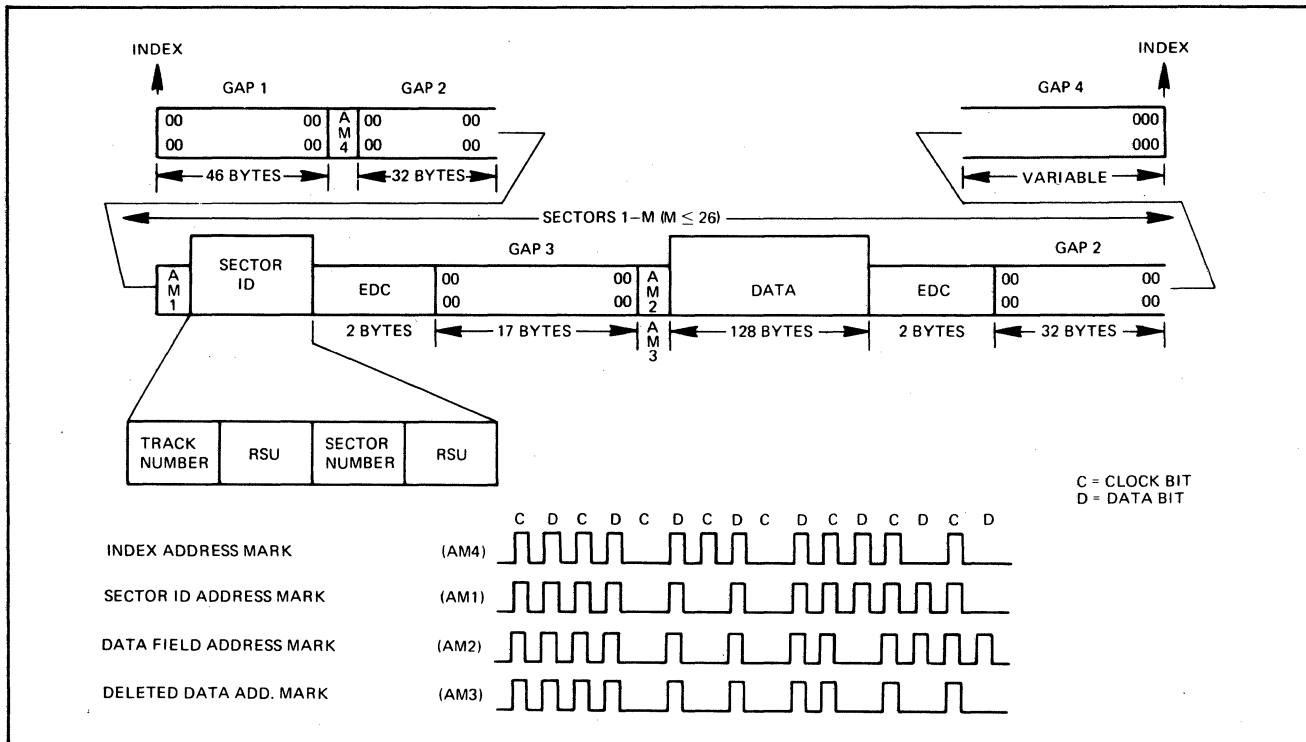 INDEX
INDEX
GAP 1
GAP 2
GAP 4
00 00
00 00
A
M
4
00 00
00 00
000
000
46 BYTES
32 BYTES
VARIABLE
SECTORS 1–M (M ≤ 26)
GAP 3
GAP 2
A
M
1
SECTOR
ID
EDC
00 00
00 00
A
M
2
DATA
EDC
00 00
00 00
2 BYTES
17 BYTES
A
M
3
128 BYTES
2 BYTES
32 BYTES
TRACK
NUMBER
RSU
SECTOR
NUMBER
RSU
C = CLOCK BIT
D = DATA BIT
C D C D C D C D C D C D C D C D
INDEX ADDRESS MARK (AM4)
SECTOR ID ADDRESS MARK (AM1)
DATA FIELD ADDRESS MARK (AM2)
DELETED DATA ADD. MARK (AM3)